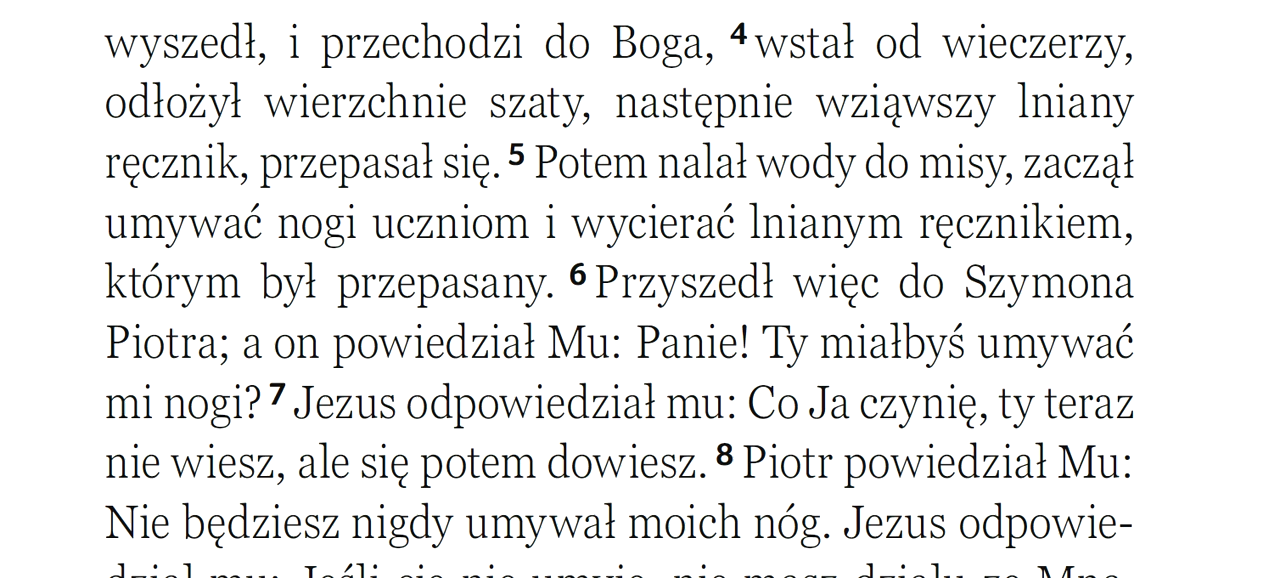 wyszedł, i przechodzi do Boga, 4 wstał od wieczerzy,
odłożył wierzchnie szaty, następnie wziąwszy lniany
ręcznik, przepasał się. 5 Potem nalał wody do misy, zaczął
umywać nogi uczniom i wycierać lnianym ręcznikiem,
którym był przepasany. 6 Przyszedł więc do Szymona
Piotra; a on powiedział Mu: Panie! Ty miałbyś umywać
mi nogi? 7 Jezus odpowiedział mu: Co Ja czynię, ty teraz
nie wiesz, ale się potem dowiesz. 8 Piotr powiedział Mu:
Nie będziesz nigdy umywał moich nóg. Jezus odpowie-